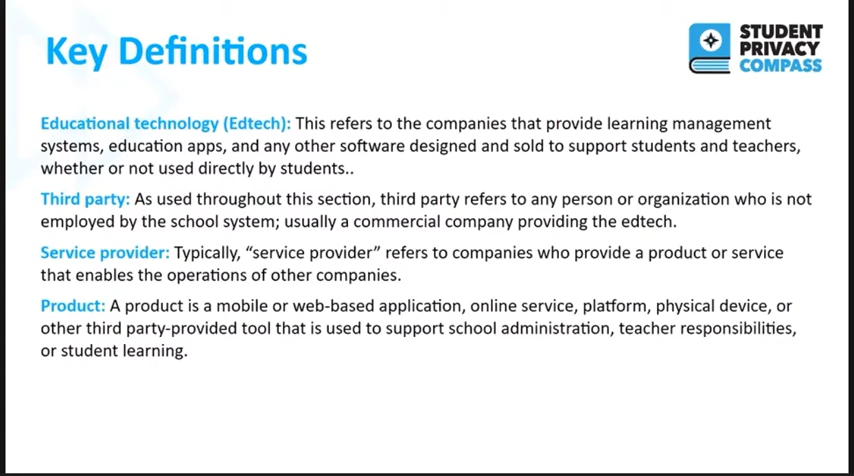 Key Definitions
STUDENT
PRIVACY
COMPASS
Educational technology (Edtech): This refers to the companies that provide learning management
systems, education apps, and any other software designed and sold to support students and teachers,
whether or not used directly by students..
Third party: As used throughout this section, third party refers to any person or organization who is not
employed by the school system; usually a commercial company providing the edtech.
Service provider: Typically, “service provider” refers to companies who provide a product or service
that enables the operations of other companies.
Product: A product is a mobile or web-based application, online service, platform, physical device, or
other third party-provided tool that is used to support school administration, teacher responsibilities,
or student learning.